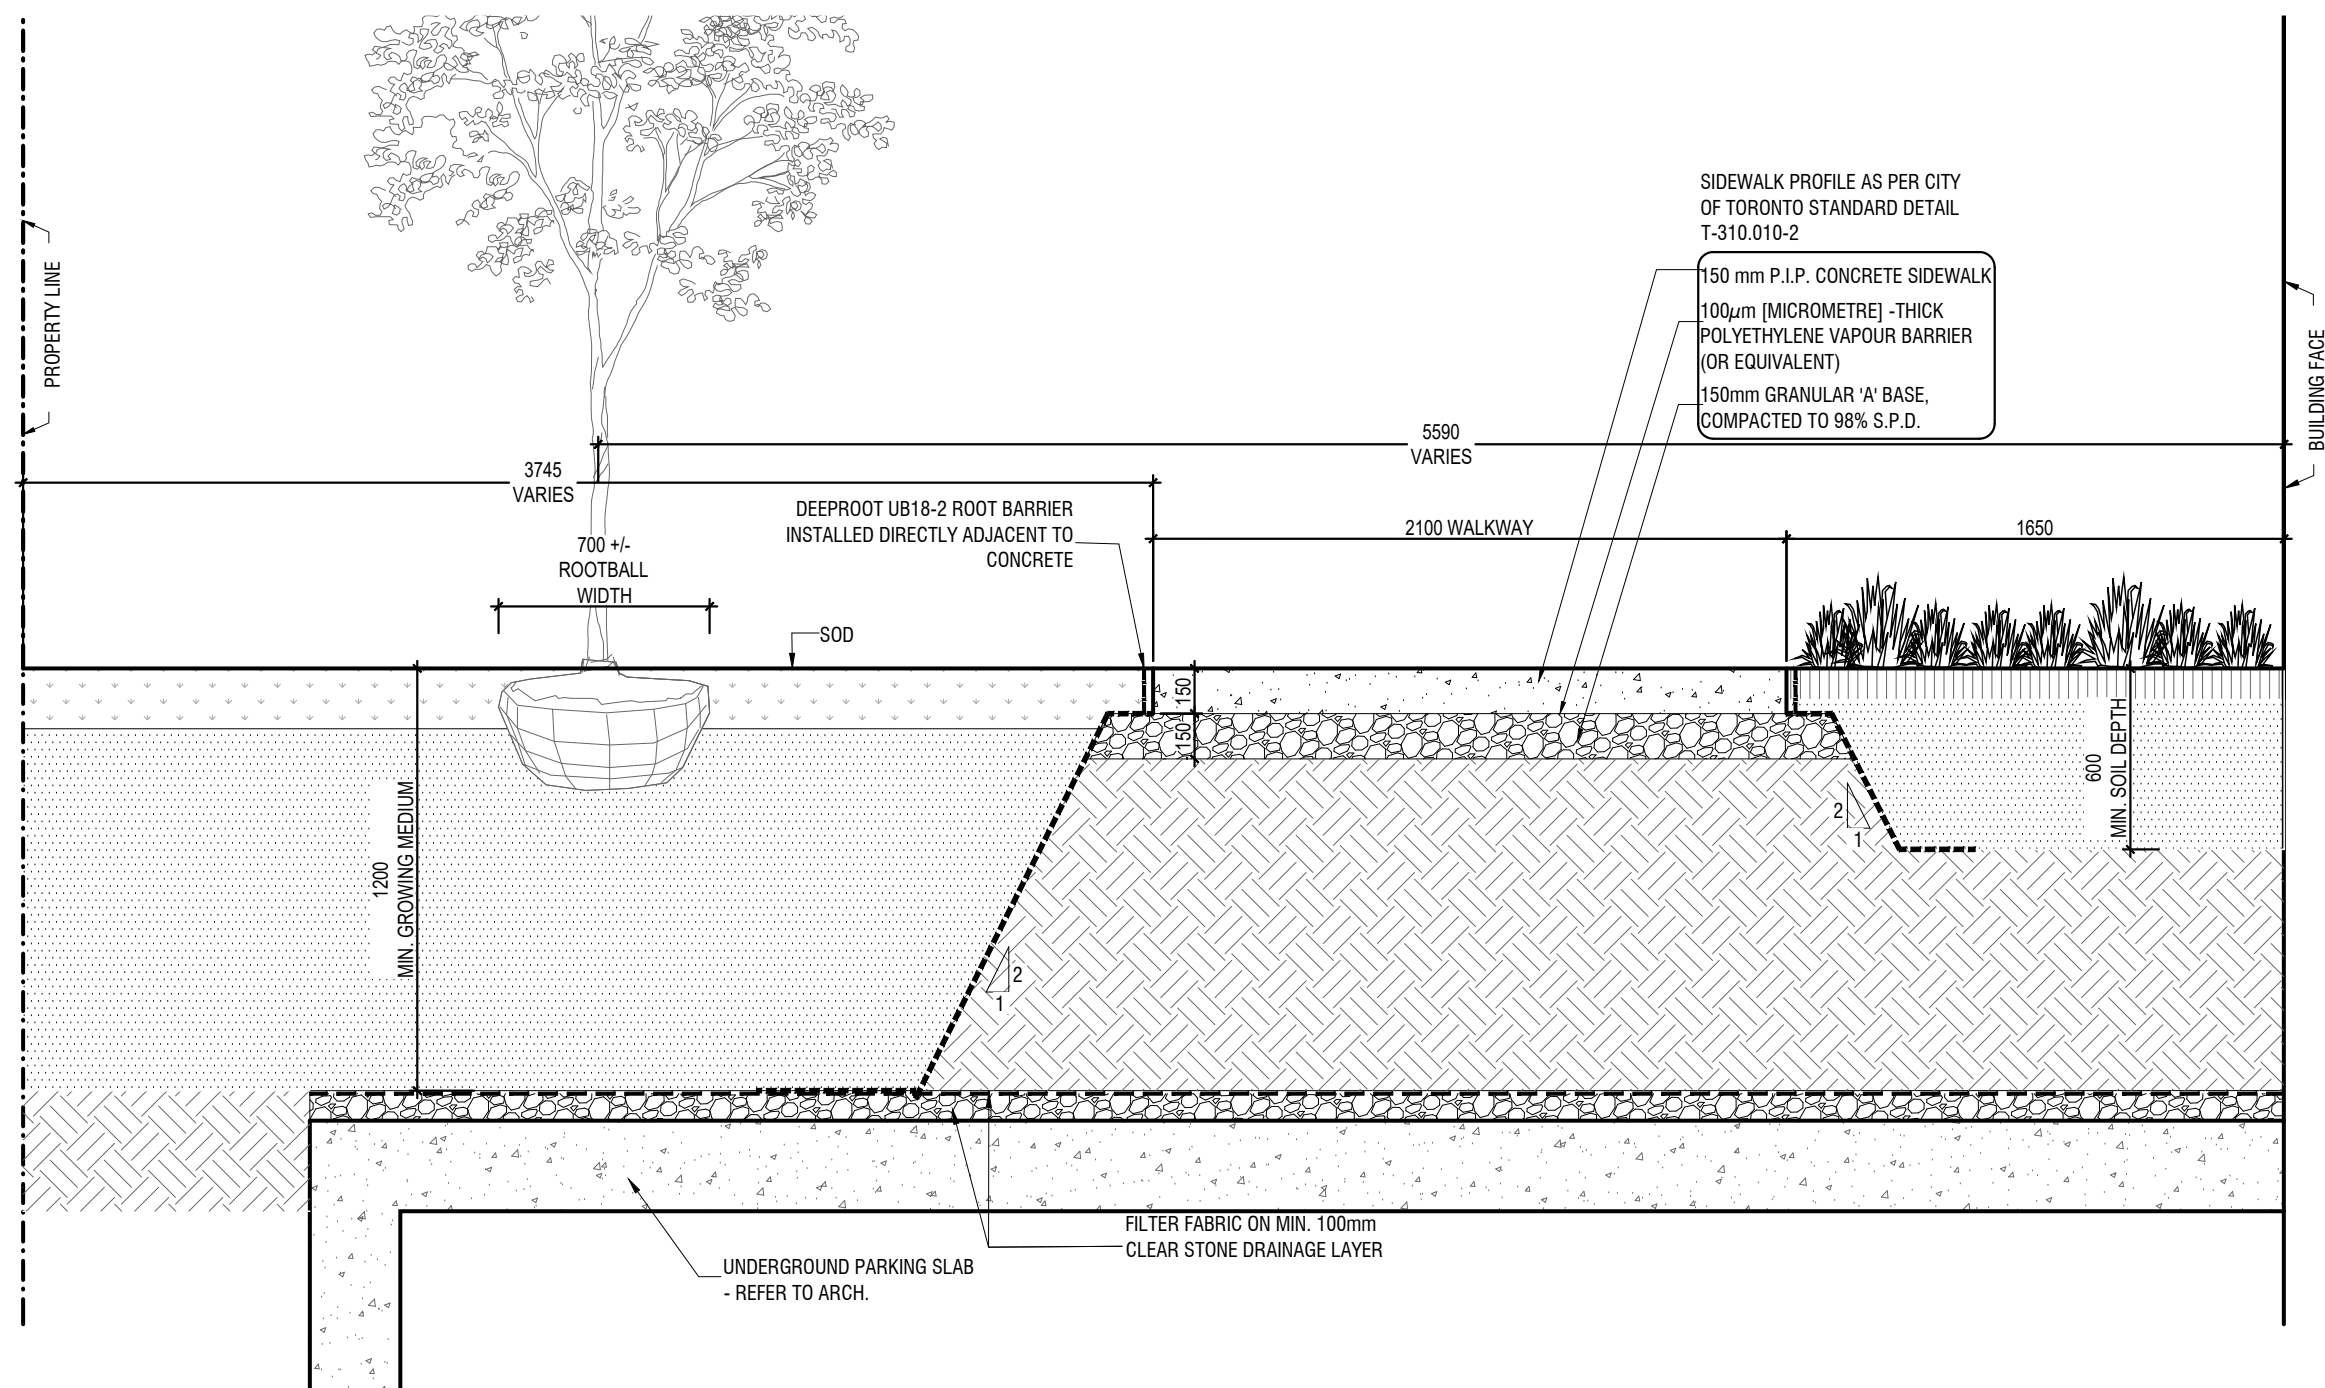 SIDEWALK PROFILE AS PER CITY
OF TORONTO STANDARD DETAIL
T-310.010-2
150 mm P.I.P. CONCRETE SIDEWALK
100µm [MICROMETRE] -THICK
POLYETHYLENE VAPOUR BARRIER
(OR EQUIVALENT)
150mm GRANULAR 'A' BASE,
COMPACTED TO 98% S.P.D.
PROPERTY LINE
BUILDING FACE
5590
VARIES
3745
VARIES
DEEPROOT UB18-2 ROOT BARRIER
INSTALLED DIRECTLY ADJACENT TO
CONCRETE
2100 WALKWAY
1650
700 +/-
ROOTBALL
WIDTH
SOD
150
150
600
MIN. SOIL DEPTH
2
1
1200
MIN. GROWING MEDIUM
2
1
FILTER FABRIC ON MIN. 100mm
CLEAR STONE DRAINAGE LAYER
UNDERGROUND PARKING SLAB
- REFER TO ARCH.